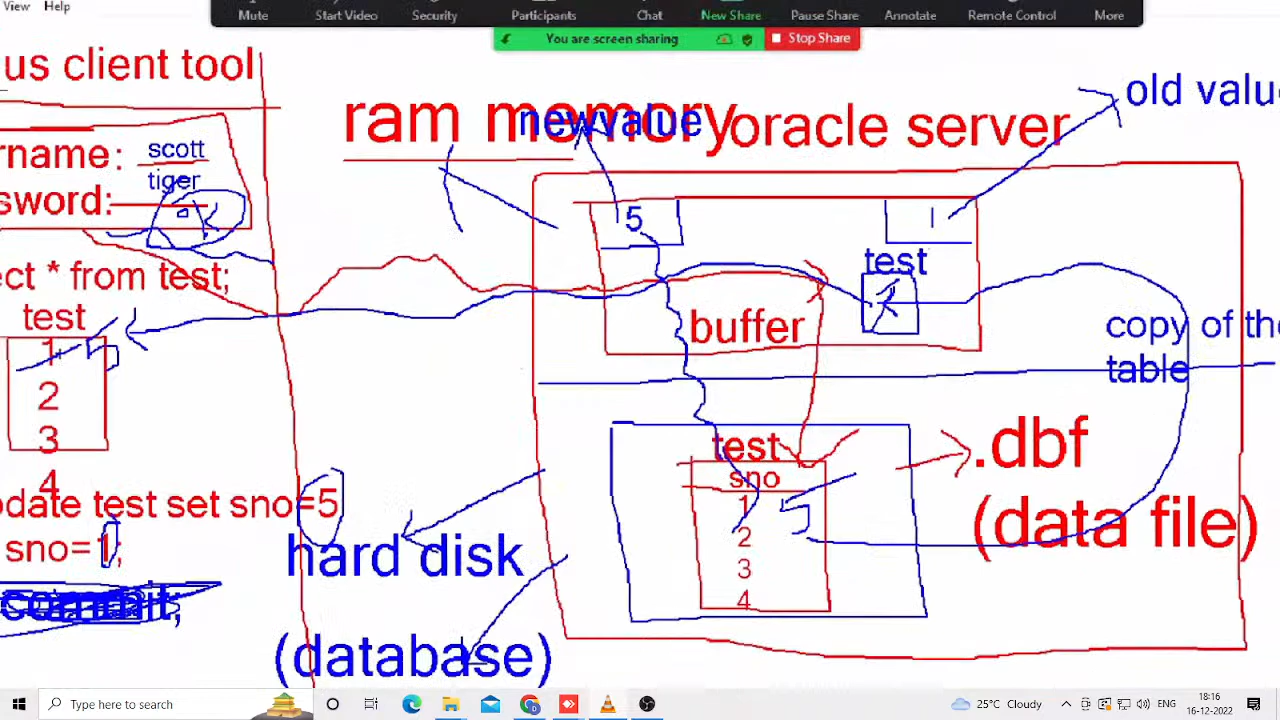 View Help
Mute Start Video Security Participants Chat New Share Pause Share Annotate Remote Control More
You are screen sharing Stop Share
us client tool
ram memory
newvalue
oracle server
old value
rname: scott
sword: tiger
ect * from test;
test
1 5
2
3
4
5
1
test
buffer
copy of the
table
test
sno
1 5
2
3
4
.dbf
(data file)
pdate test set sno=5
sno=1;
commit;
hard disk
(database)
Type here to search
25°C Cloudy
ENG
18:16
16-12-2022